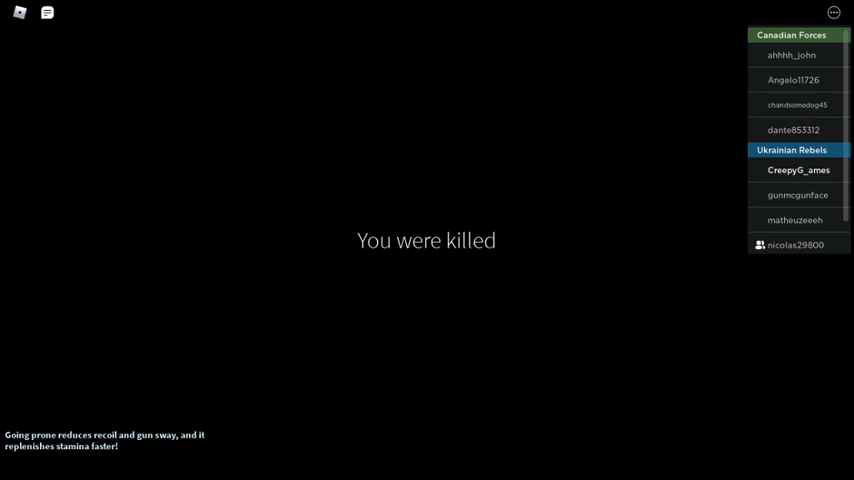 Canadian Forces
ahhhh_john
Angelo11726
chandsomedog45
dante853312
Ukrainian Rebels
CreepyG_ames
gunmcgunface
matheuzeeeh
nicolas29800
You were killed
Going prone reduces recoil and gun sway, and it
replenishes stamina faster!